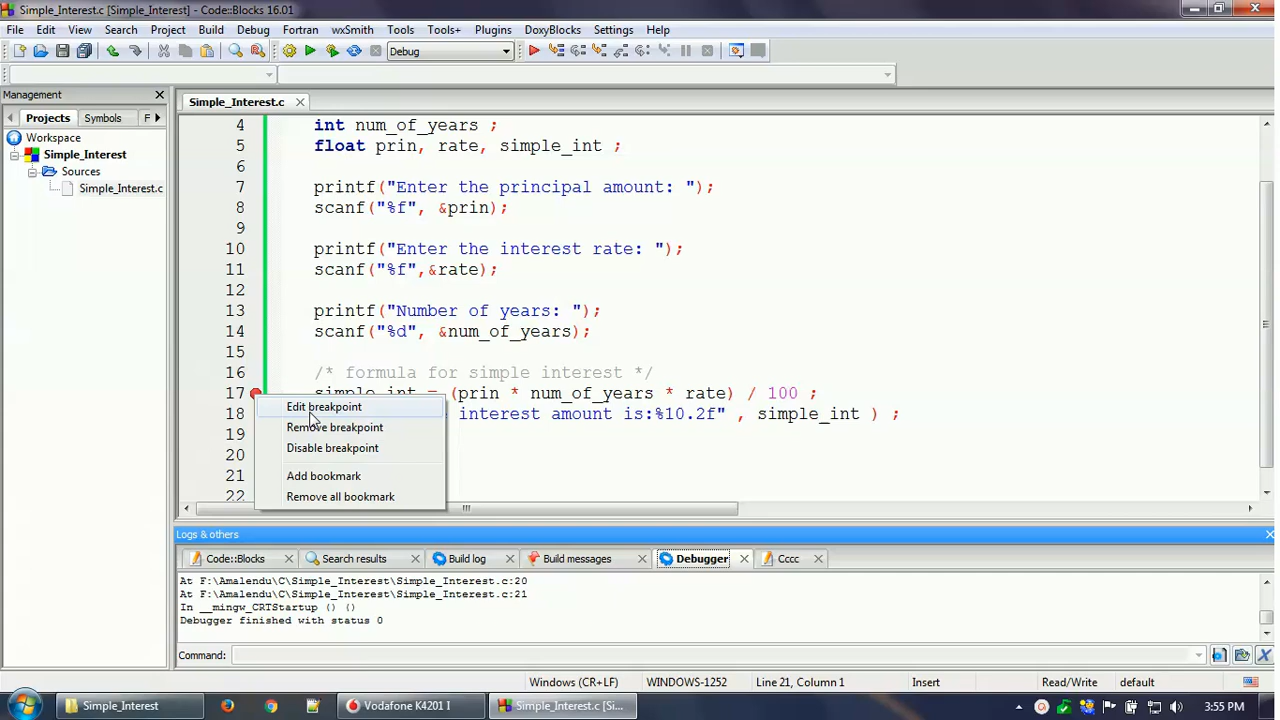 Simple_Interest.c [Simple_Interest] - Code::Blocks 16.01
File Edit View Search Project Build Debug Fortran wxSmith Tools Tools+ Plugins DoxyBlocks Settings Help
Debug
Management
Simple_Interest.c
Projects Symbols F
Workspace
Simple_Interest
Sources
Simple_Interest.c
4 int num_of_years ;
5 float prin, rate, simple_int ;
6
7 printf("Enter the principal amount: ");
8 scanf("%f", &prin);
9
10 printf("Enter the interest rate: ");
11 scanf("%f",&rate);
12
13 printf("Number of years: ");
14 scanf("%d", &num_of_years);
15
16 /* formula for simple interest */
17 simple_int = (prin * num_of_years * rate) / 100 ;
18 interest amount is:%10.2f" , simple_int ) ;
19
20
21
22
Edit breakpoint
Remove breakpoint
Disable breakpoint
Add bookmark
Remove all bookmark
Logs & others
Code::Blocks Search results Build log Build messages Debugger Cccc
At F:\Amalendu\C\Simple_Interest\Simple_Interest.c:20
At F:\Amalendu\C\Simple_Interest\Simple_Interest.c:21
In __mingw_CRTStartup () ()
Debugger finished with status 0
Command:
Windows (CR+LF) WINDOWS-1252 Line 21, Column 1 Insert Read/Write default
Simple_Interest Vodafone K4201 I Simple_Interest.c [Si... 3:55 PM